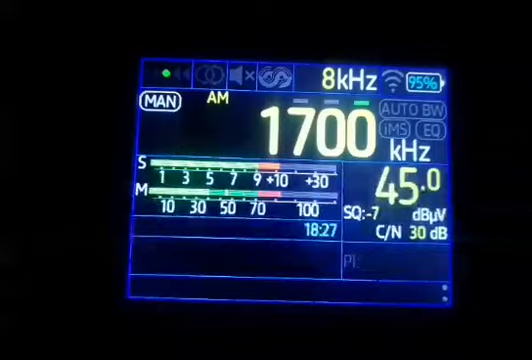 8kHz 95%
MAN AM AUTO BW
1700 iMS EQ
kHz
S 1 3 5 7 9 +10 +30
M 10 30 50 70 100
45.0
SQ:-7 dBµV
18:27 C/N 30 dB
PI: